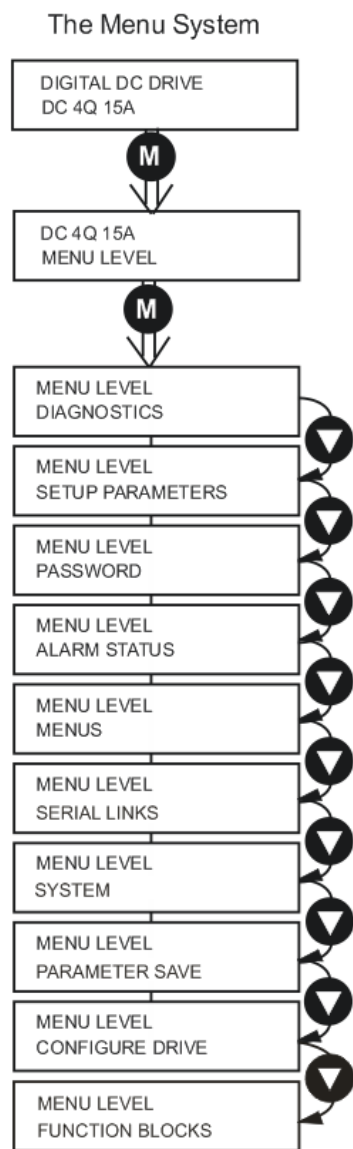 The Menu System
DIGITAL DC DRIVE
DC 4Q 15A
M
DC 4Q 15A
MENU LEVEL
M
MENU LEVEL
DIAGNOSTICS
MENU LEVEL
SETUP PARAMETERS
MENU LEVEL
PASSWORD
MENU LEVEL
ALARM STATUS
MENU LEVEL
MENUS
MENU LEVEL
SERIAL LINKS
MENU LEVEL
SYSTEM
MENU LEVEL
PARAMETER SAVE
MENU LEVEL
CONFIGURE DRIVE
MENU LEVEL
FUNCTION BLOCKS